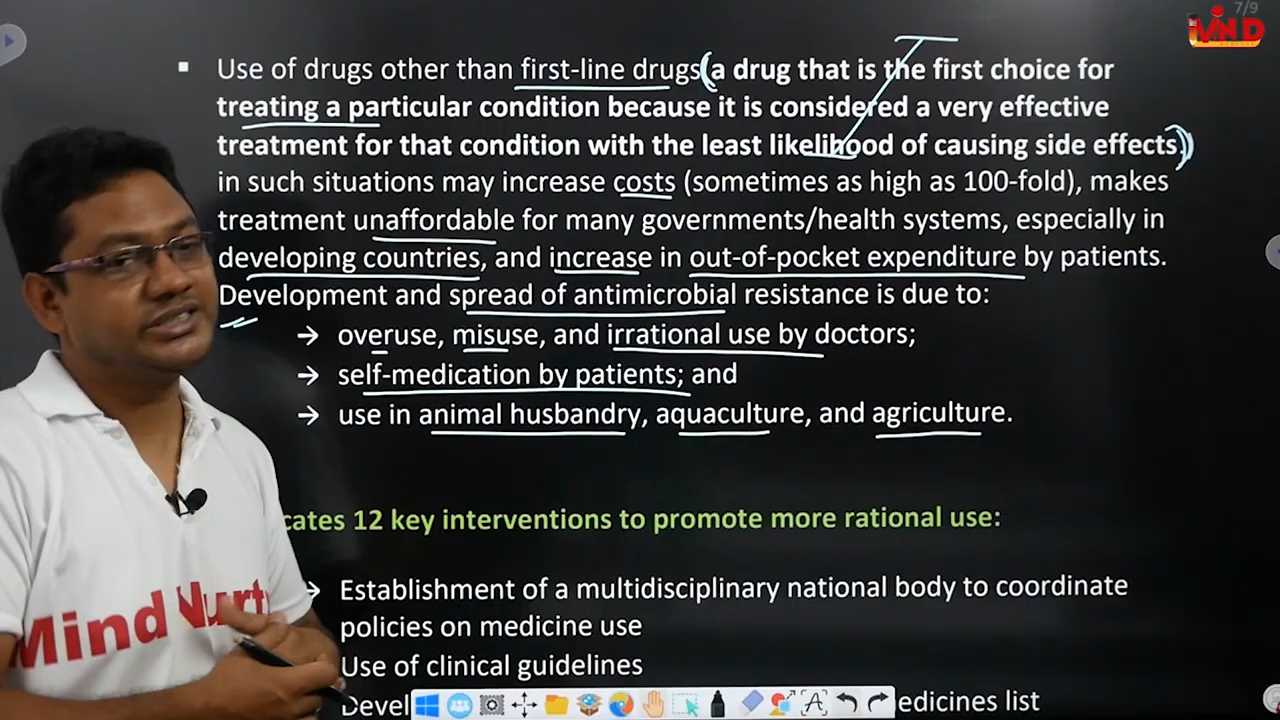 7/9
MIND
▪ Use of drugs other than first-line drugs(a drug that is the first choice for
treating a particular condition because it is considered a very effective
treatment for that condition with the least likelihood of causing side effects)
in such situations may increase costs (sometimes as high as 100-fold), makes
treatment unaffordable for many governments/health systems, especially in
developing countries, and increase in out-of-pocket expenditure by patients.
Development and spread of antimicrobial resistance is due to:
→ overuse, misuse, and irrational use by doctors;
→ self-medication by patients; and
→ use in animal husbandry, aquaculture, and agriculture.
cates 12 key interventions to promote more rational use:
→ Establishment of a multidisciplinary national body to coordinate
policies on medicine use
Use of clinical guidelines
Devel edicines list
Mind Nurt